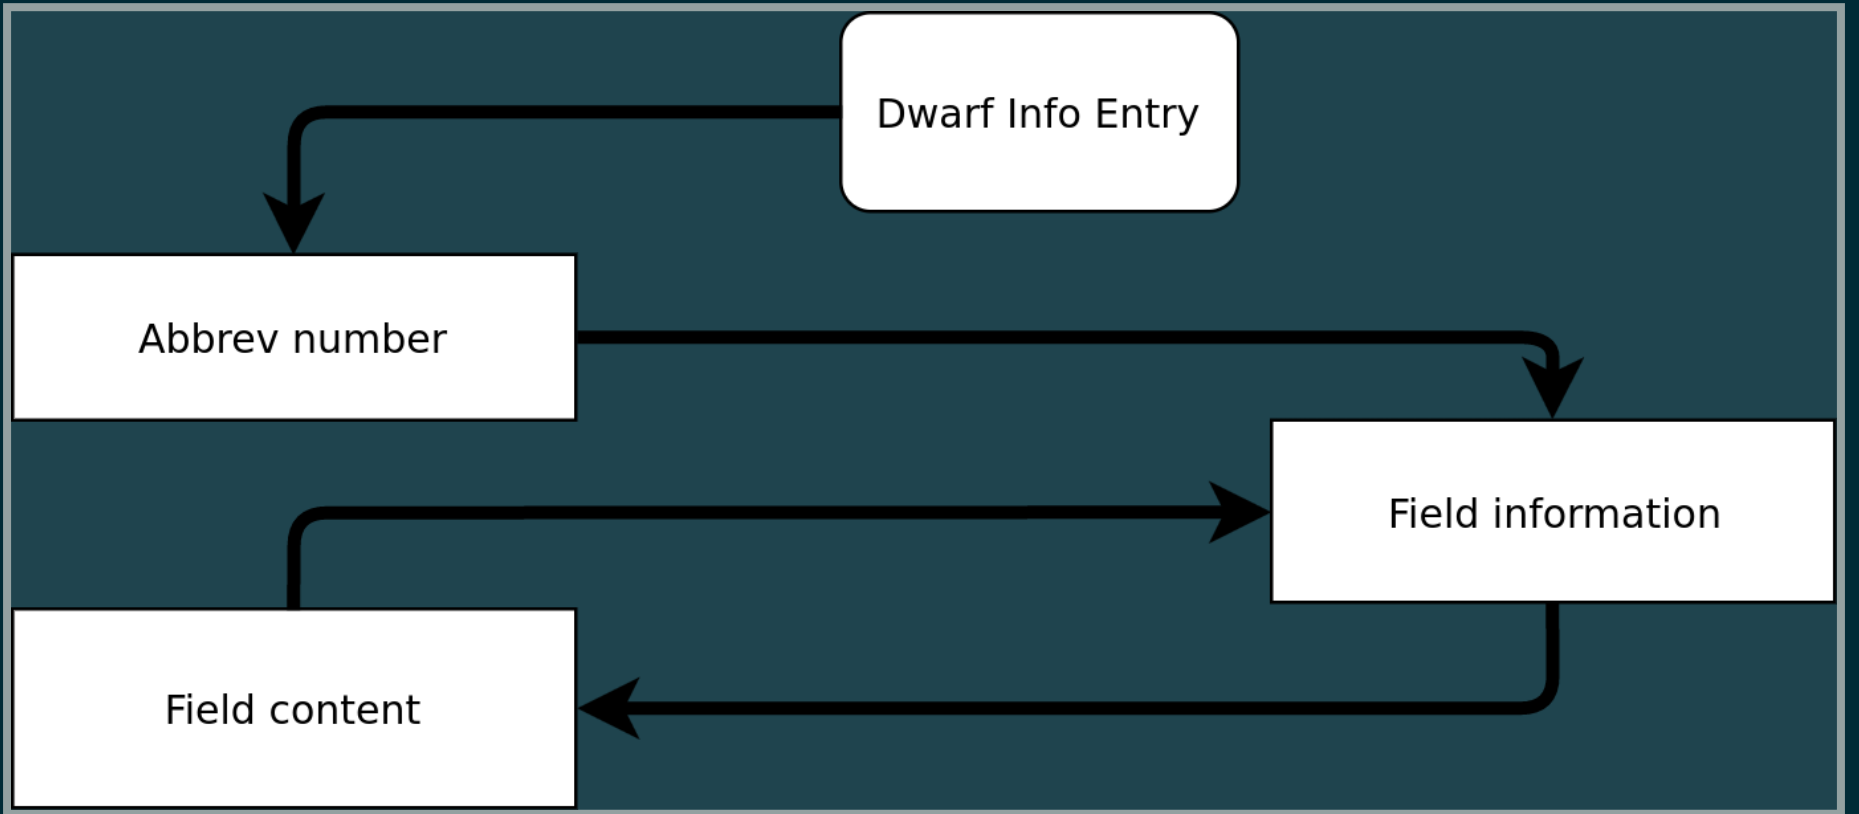 Dwarf Info Entry
Abbrev number
Field information
Field content